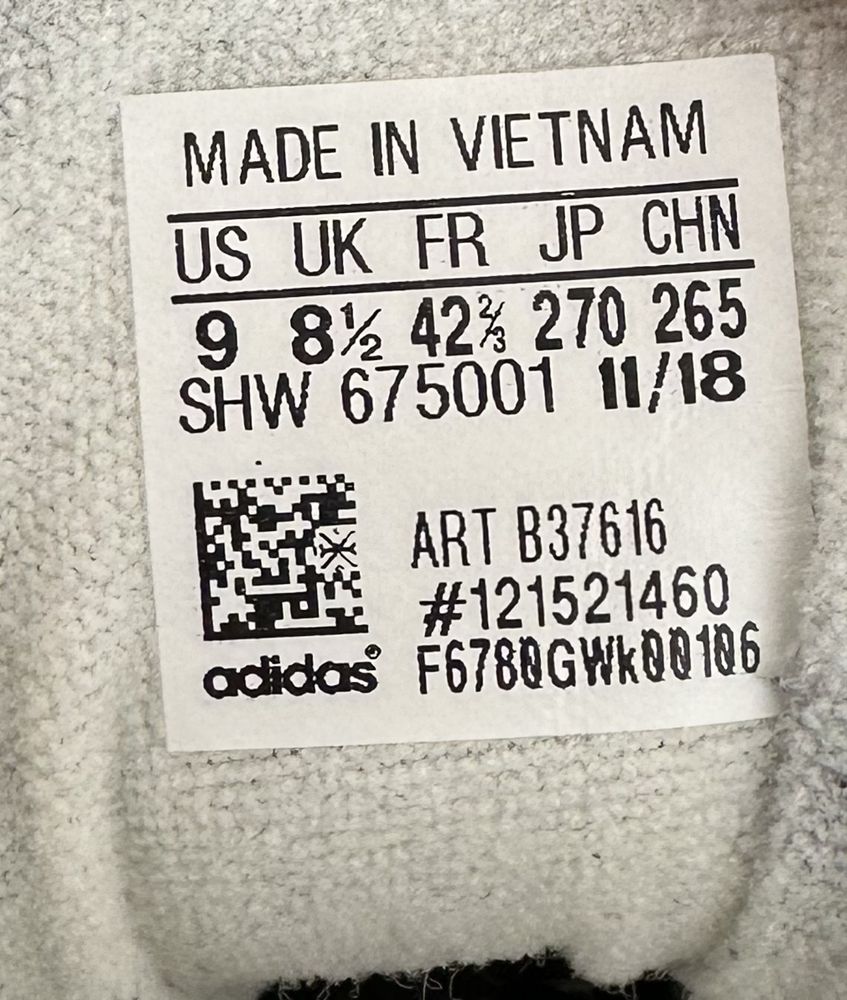 MADE IN VIETNAM
US UK FR JP CHN
9 8½ 42⅔ 270 265
SHW 675001 11/18
ART B37616
#121521460
F6780GWk00106
adidas®